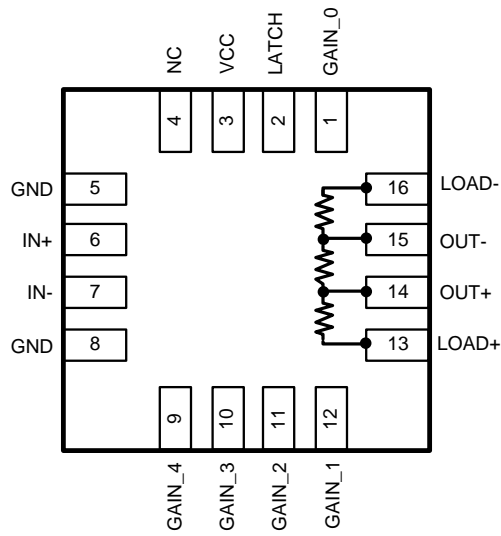 NC VCC LATCH GAIN_0
4 3 2 1
GND 5 16 LOAD-
IN+ 6 15 OUT-
IN- 7 14 OUT+
GND 8 13 LOAD+
9 10 11 12
GAIN_4 GAIN_3 GAIN_2 GAIN_1